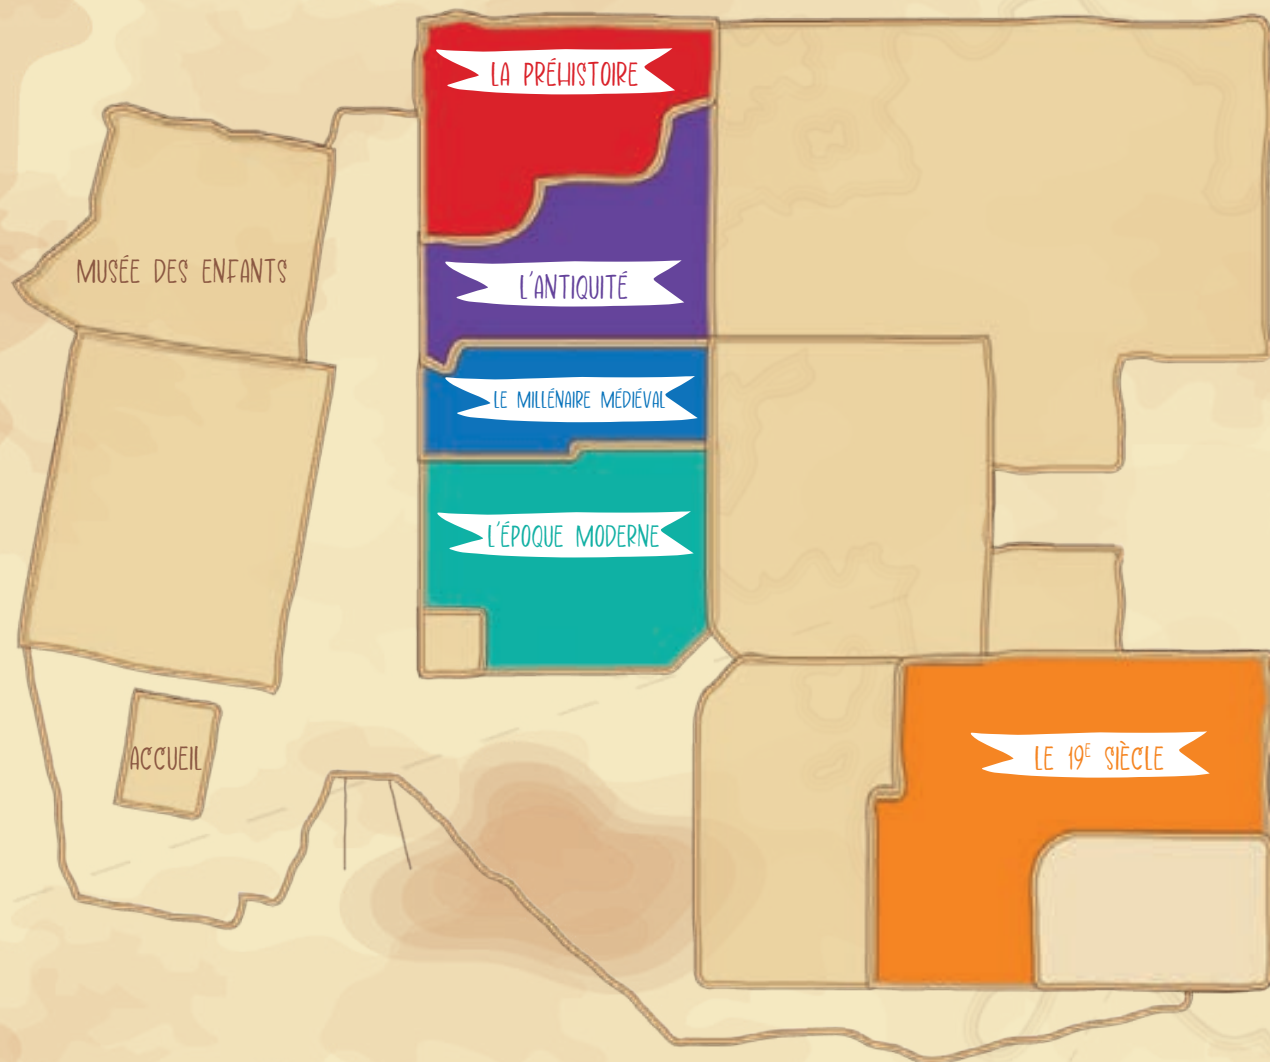 LA PRÉHISTOIRE
MUSÉE DES ENFANTS
L'ANTIQUITÉ
LE MILLÉNAIRE MÉDIÉVAL
L'ÉPOQUE MODERNE
ACCUEIL
LE 19E SIÈCLE